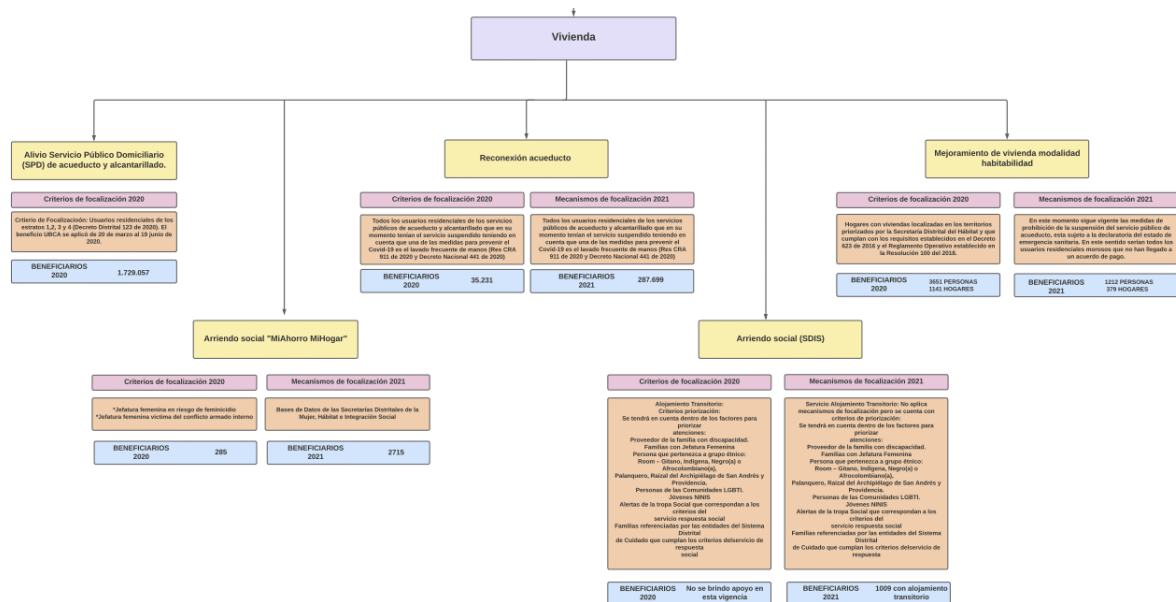 Vivienda
Alivio Servicio Público Domiciliario
(SPD) de acueducto y alcantarillado.
Criterios de focalización 2020
Criterio de Focalización: Usuarios residenciales de los
estratos 1,2, 3 y 4 (Decreto Distrital 123 de 2020). El
beneficio UBCA se aplicó de 20 de marzo al 19 junio de
2020.
BENEFICIARIOS
2020
1.729.057
Reconexión acueducto
Criterios de focalización 2020
Todos los usuarios residenciales de los servicios
públicos de acueducto y alcantarillado que en su
momento tenían el servicio suspendido teniendo en
cuenta que una de las medidas para prevenir el
Covid-19 es el lavado frecuente de manos (Res CRA
911 de 2020 y Decreto Nacional 441 de 2020)
BENEFICIARIOS
2020
35.231
Mecanismos de focalización 2021
Todos los usuarios residenciales de los servicios
públicos de acueducto y alcantarillado que en su
momento tenían el servicio suspendido teniendo en
cuenta que una de las medidas para prevenir el
Covid-19 es el lavado frecuente de manos (Res CRA
911 de 2020 y Decreto Nacional 441 de 2020)
BENEFICIARIOS
2021
287.699
Mejoramiento de vivienda modalidad
habitabilidad
Criterios de focalización 2020
Hogares con viviendas localizadas en los territorios
priorizados por la Secretaría Distrital del Hábitat y que
cumplan con los requisitos establecidos en el Decreto
623 de 2016 y el Reglamento Operativo establecido en
la Resolución 100 del 2018.
BENEFICIARIOS
2020
3651 PERSONAS
1141 HOGARES
Mecanismos de focalización 2021
En este momento sigue vigente las medidas de
prohibición de la suspensión del servicio público de
acueducto, esta sujeto a la declaratoria del estado de
emergencia sanitaria. En este sentido serian todos los
usuarios residenciales morosos que no han llegado a
un acuerdo de pago.
BENEFICIARIOS
2021
1212 PERSONAS
379 HOGARES
Arriendo social "MiAhorro MiHogar"
Criterios de focalización 2020
*Jefatura femenina en riesgo de feminicidio
*Jefatura femenina víctima del conflicto armado interno
BENEFICIARIOS
2020
285
Mecanismos de focalización 2021
Bases de Datos de las Secretarías Distritales de la
Mujer, Hábitat e Integración Social
BENEFICIARIOS
2021
2715
Arriendo social (SDIS)
Criterios de focalización 2020
Alojamiento Transitorio:
Criterios priorización:
Se tendrá en cuenta dentro de los factores para
priorizar
atenciones:
Proveedor de la familia con discapacidad.
Familias con Jefatura Femenina
Persona que pertenezca a grupo étnico:
Room – Gitano, Indígena, Negro(a) o
Afrocolombiano(a),
Palanquero, Raizal del Archipiélago de San Andrés y
Providencia.
Personas de las Comunidades LGBTI.
Jóvenes NINIS
Alertas de la tropa Social que correspondan a los
criterios del
servicio respuesta social
Familias referenciadas por las entidades del Sistema
Distrital
de Cuidado que cumplan los criterios delservicio de
respuesta
social
BENEFICIARIOS
2020
No se brindo apoyo en
esta vigencia
Mecanismos de focalización 2021
Servicio Alojamiento Transitorio: No aplica
mecanismos de focalización pero se cuenta con
criterios de priorización:
Se tendrá en cuenta dentro de los factores para
priorizar
atenciones:
Proveedor de la familia con discapacidad.
Familias con Jefatura Femenina
Persona que pertenezca a grupo étnico:
Room – Gitano, Indígena, Negro(a) o
Afrocolombiano(a),
Palanquero, Raizal del Archipiélago de San Andrés y
Providencia.
Personas de las Comunidades LGBTI.
Jóvenes NINIS
Alertas de la tropa Social que correspondan a los
criterios del
servicio respuesta social
Familias referenciadas por las entidades del Sistema
Distrital
de Cuidado que cumplan los criterios delservicio de
respuesta
BENEFICIARIOS
2021
1009 con alojamiento
transitorio